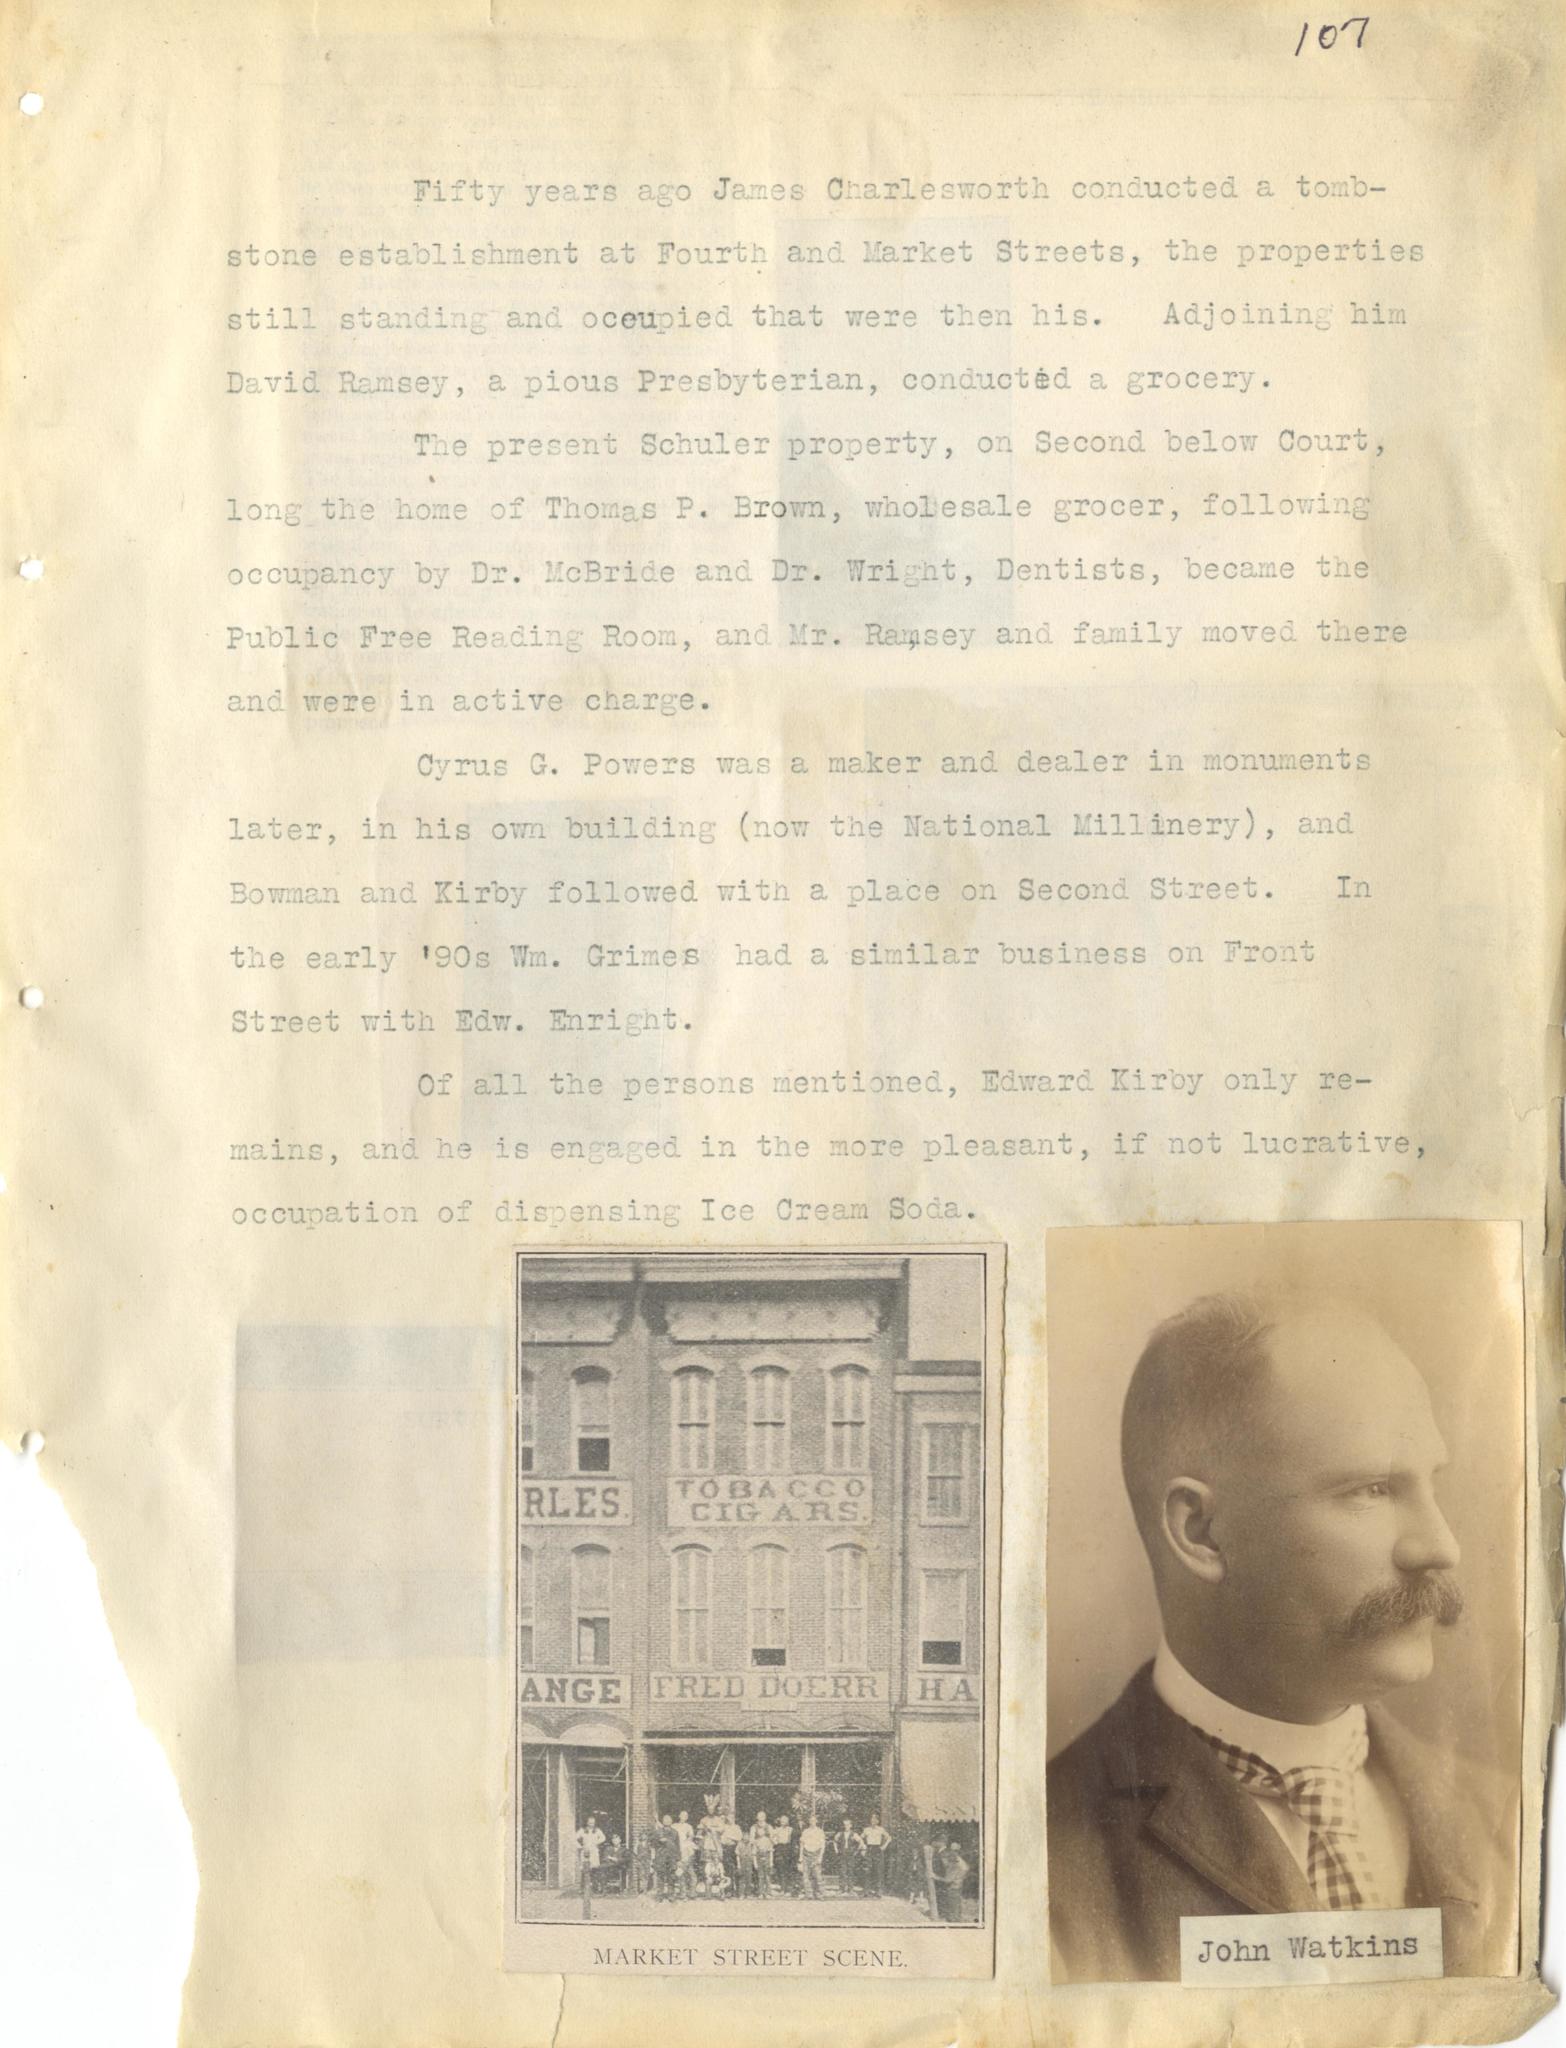 107
Fifty years ago James Charlesworth conducted a tomb-
stone establishment at Fourth and Market Streets, the properties
still standing and occupied that were then his. Adjoining him
David Ramsey, a pious Presbyterian, conducted a grocery.
The present Schuler property, on Second below Court,
long the home of Thomas P. Brown, wholesale grocer, following
occupancy by Dr. McBride and Dr. Wright, Dentists, became the
Public Free Reading Room, and Mr. Ramsey and family moved there
and were in active charge.
Cyrus G. Powers was a maker and dealer in monuments
later, in his own building (now the National Millinery), and
Bowman and Kirby followed with a place on Second Street. In
the early '90s Wm. Grimes had a similar business on Front
Street with Edw. Enright.
Of all the persons mentioned, Edward Kirby only re-
mains, and he is engaged in the more pleasant, if not lucrative,
occupation of dispensing Ice Cream Soda.
RLES.
TOBACCO
CIGARS.
ANGE
FRED DOERR
HA
MARKET STREET SCENE.
John Watkins